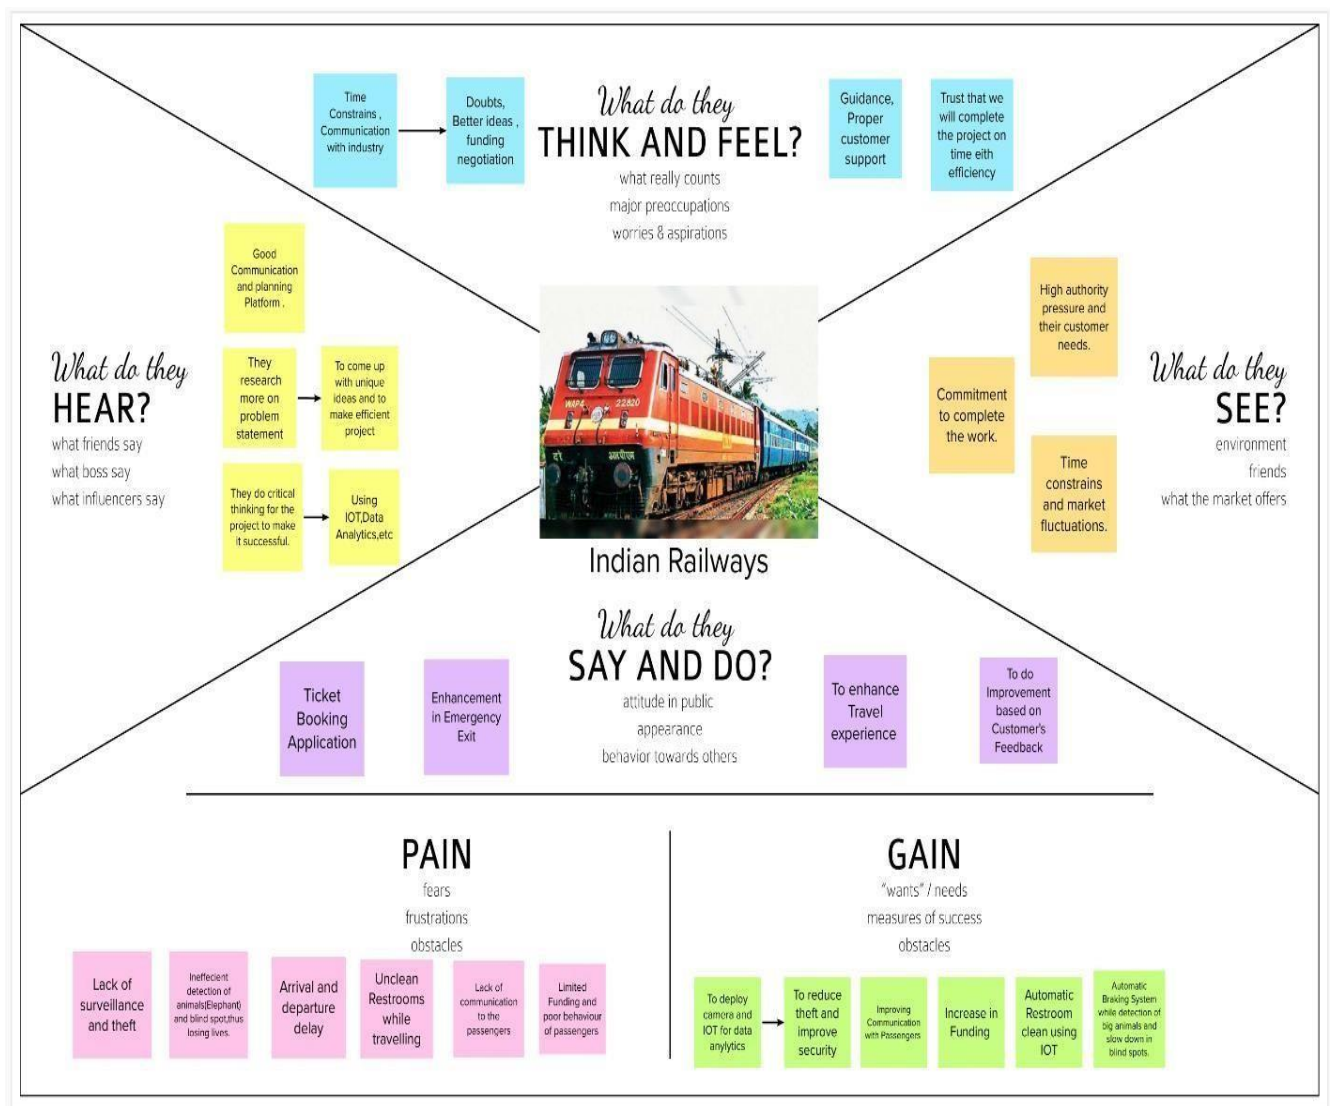 Time
Constrains ,
Communication
with industry
Doubts,
Better ideas ,
funding
negotiation
What do they
THINK AND FEEL?
what really counts
major preoccupations
worries & aspirations
Guidance,
Proper
customer
support
Trust that we
will complete
the project on
time eith
efficiency
What do they
HEAR?
what friends say
what boss say
what influencers say
Good
Communication
and planning
Platform .
They
research
more on
problem
statement
To come up
with unique
ideas and to
make efficient
project
They do critical
thinking for the
project to make
it successful.
Using
IOT,Data
Analytics,etc
WAP4 22820
Indian Railways
High authority
pressure and
their customer
needs.
Commitment
to complete
the work.
Time
constrains
and market
fluctuations.
What do they
SEE?
environment
friends
what the market offers
Ticket
Booking
Application
Enhancement
in Emergency
Exit
What do they
SAY AND DO?
attitude in public
appearance
behavior towards others
To enhance
Travel
experience
To do
Improvement
based on
Customer's
Feedback
PAIN
fears
frustrations
obstacles
Lack of
surveillance
and theft
Ineffecient
detection of
animals(Elephant)
and blind spot,thus
losing lives.
Arrival and
departure
delay
Unclean
Restrooms
while
travelling
Lack of
communication
to the
passengers
Limited
Funding and
poor behaviour
of passengers
GAIN
"wants" / needs
measures of success
obstacles
To deploy
camera and
IOT for data
anylytics
To reduce
theft and
improve
security
Improving
Communication
with Passengers
Increase in
Funding
Automatic
Restroom
clean using
IOT
Automatic
Braking System
while detection of
big animals and
slow down in
blind spots.